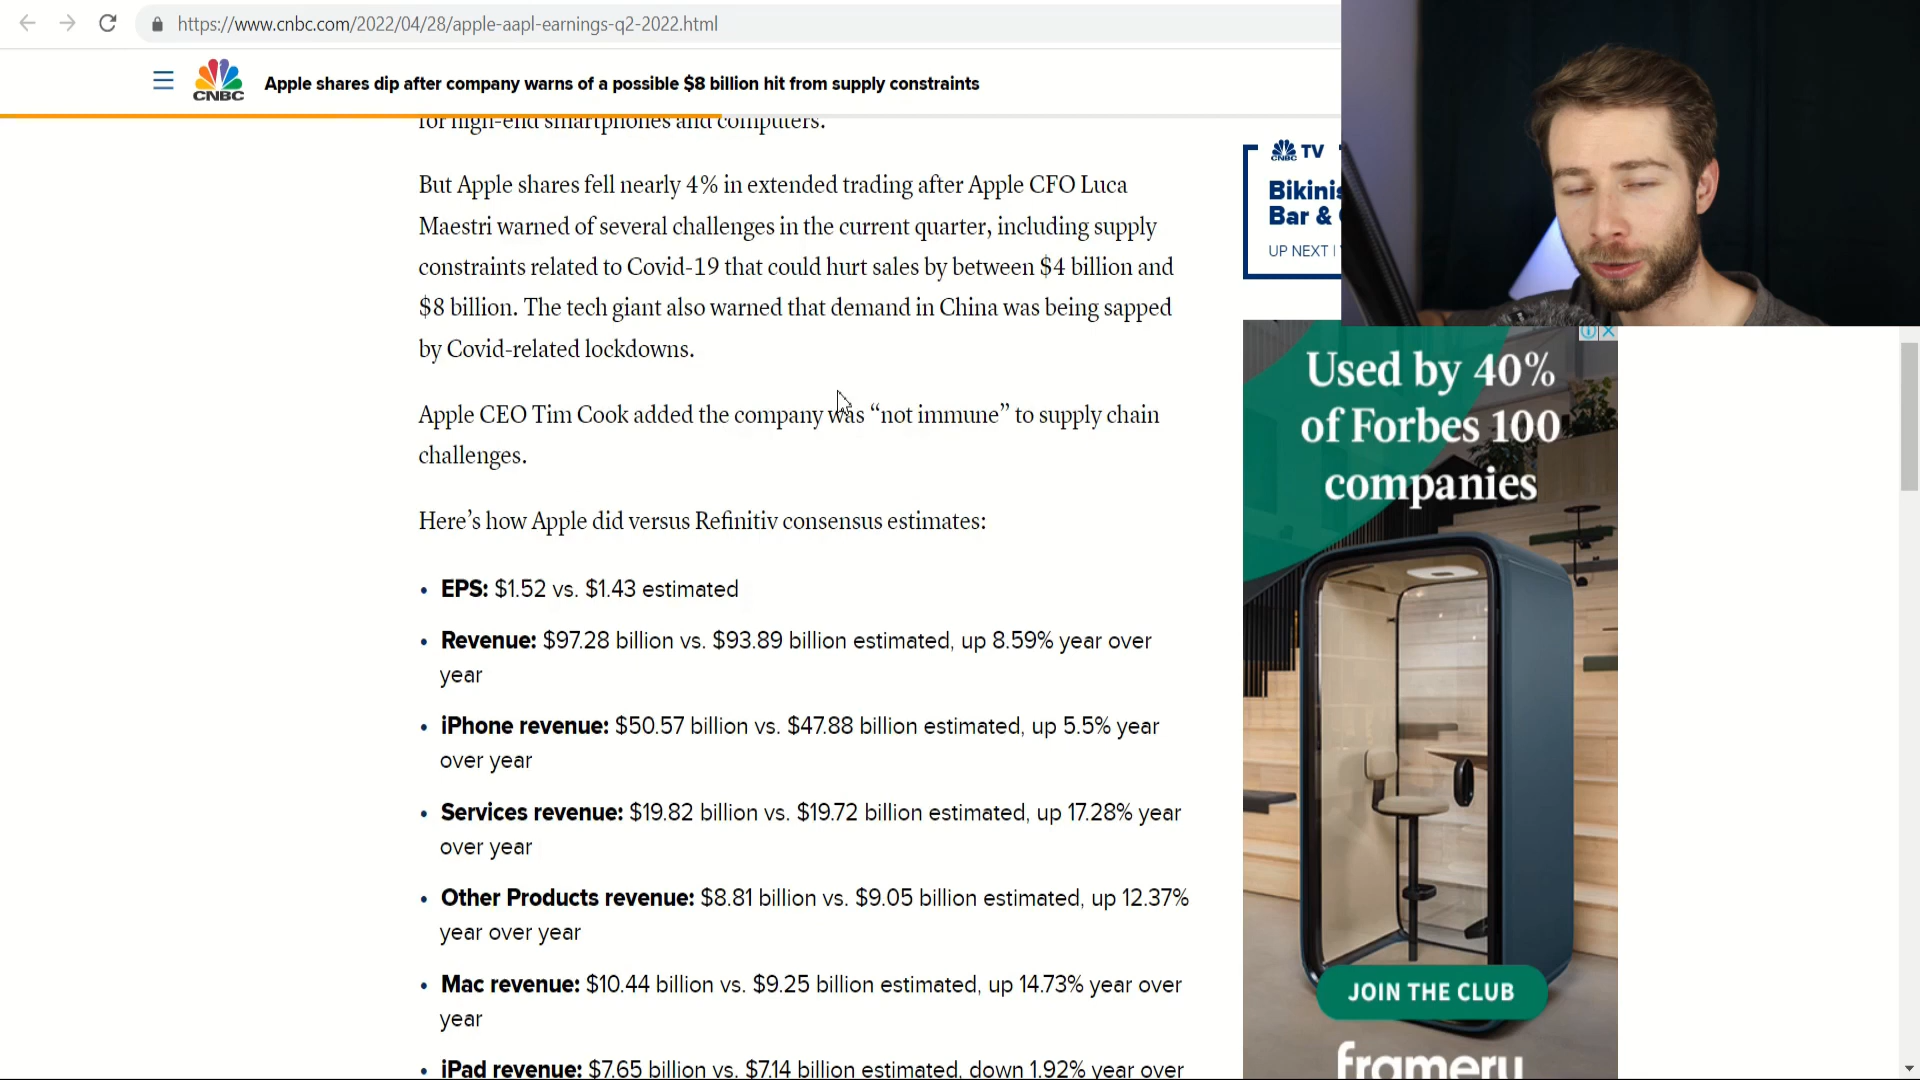 https://www.cnbc.com/2022/04/28/apple-aapl-earnings-q2-2022.html
CNBC
Apple shares dip after company warns of a possible $8 billion hit from supply constraints
for high-end smartphones and computers.
But Apple shares fell nearly 4% in extended trading after Apple CFO Luca
Maestri warned of several challenges in the current quarter, including supply
constraints related to Covid-19 that could hurt sales by between $4 billion and
$8 billion. The tech giant also warned that demand in China was being sapped
by Covid-related lockdowns.
Apple CEO Tim Cook added the company was “not immune” to supply chain
challenges.
Here’s how Apple did versus Refinitiv consensus estimates:
• EPS: $1.52 vs. $1.43 estimated
• Revenue: $97.28 billion vs. $93.89 billion estimated, up 8.59% year over
year
• iPhone revenue: $50.57 billion vs. $47.88 billion estimated, up 5.5% year
over year
• Services revenue: $19.82 billion vs. $19.72 billion estimated, up 17.28% year
over year
• Other Products revenue: $8.81 billion vs. $9.05 billion estimated, up 12.37%
year over year
• Mac revenue: $10.44 billion vs. $9.25 billion estimated, up 14.73% year over
year
• iPad revenue: $7.65 billion vs. $7.14 billion estimated, down 1.92% year over
CNBC TV
Bikinis
Bar &
UP NEXT |
Used by 40%
of Forbes 100
companies
JOIN THE CLUB
framery